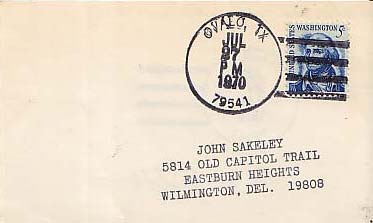 OVALO, TX
JUL
27
PM
1970
79541
UNITED STATES
WASHINGTON 5c
JOHN SAKELEY
5814 OLD CAPITOL TRAIL
EASTBURN HEIGHTS
WILMINGTON, DEL. 19808